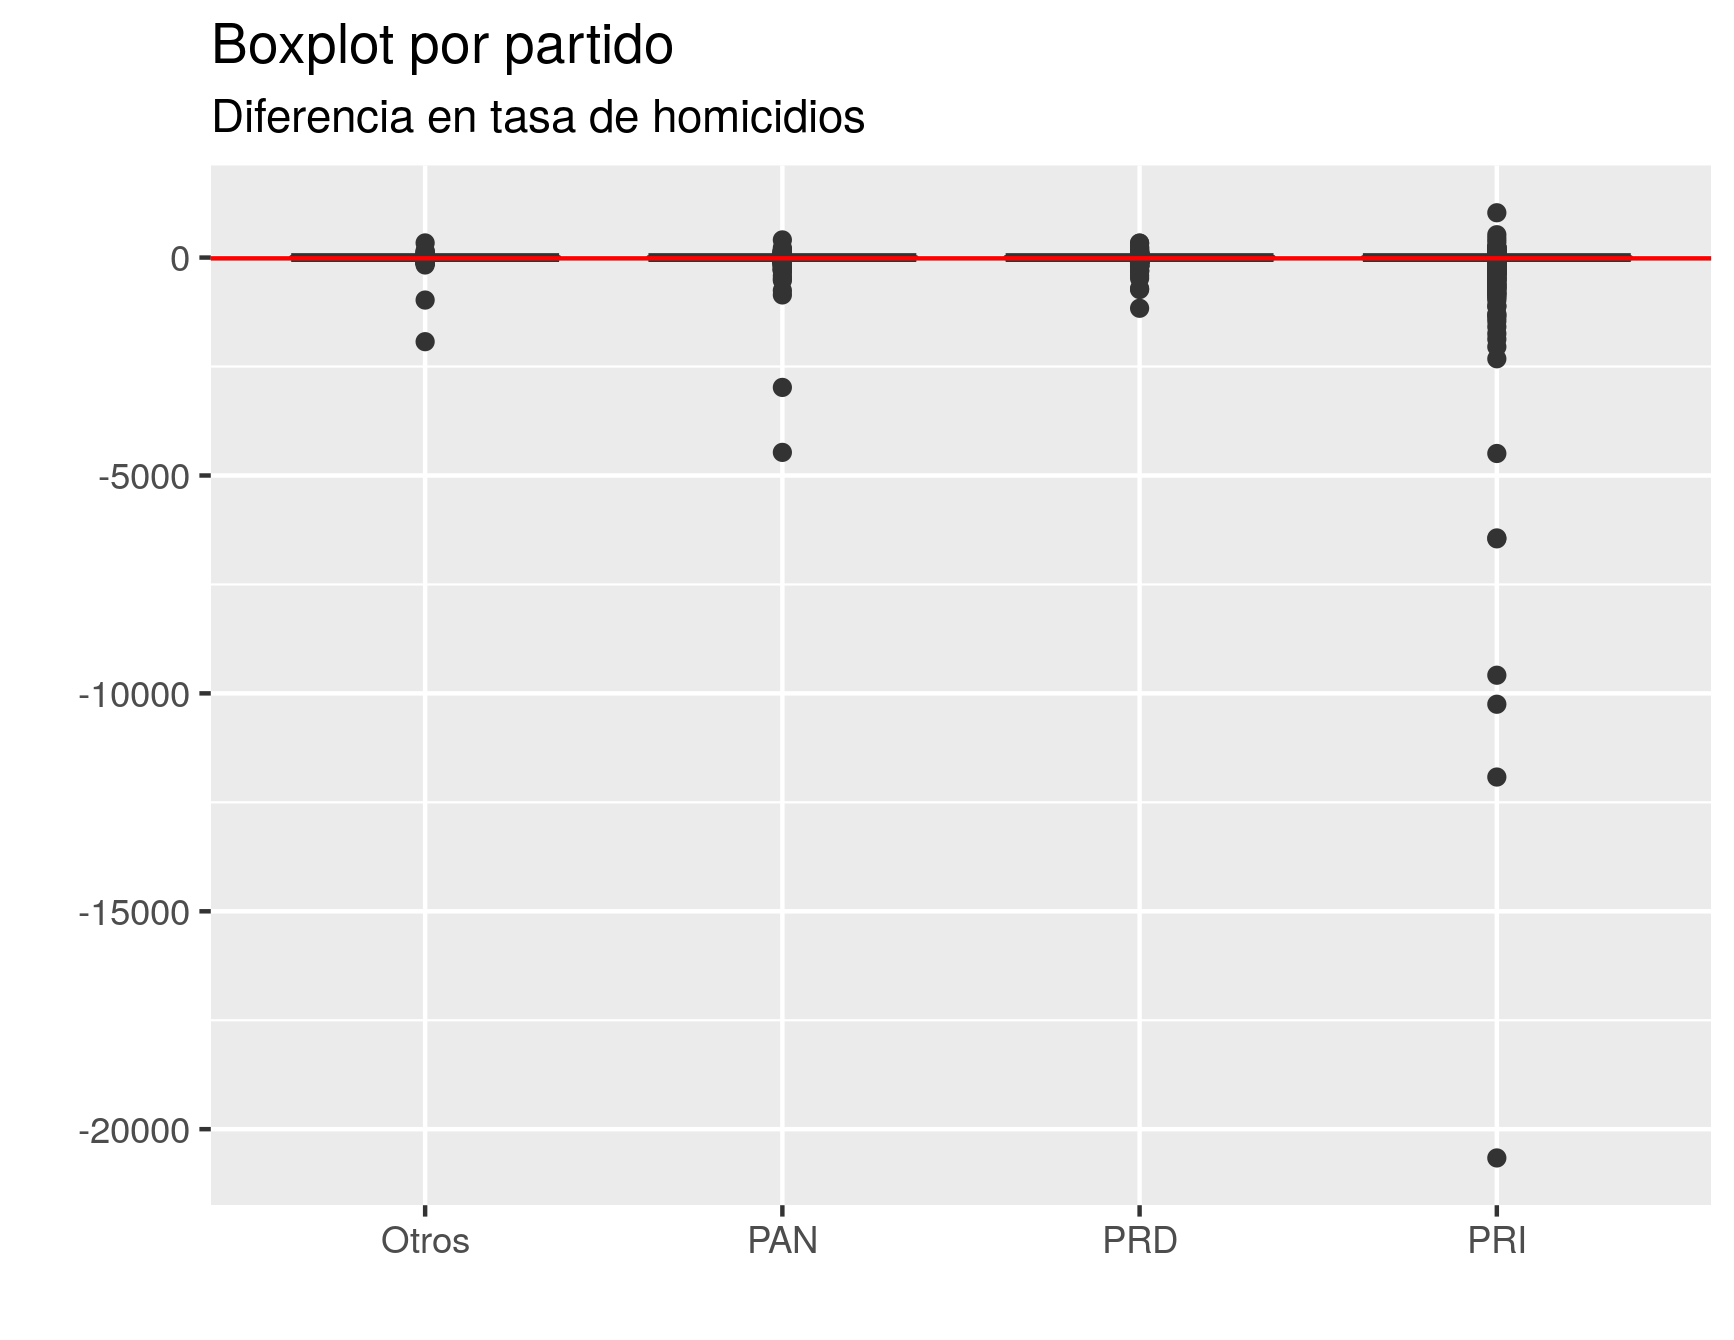 Boxplot por partido
Diferencia en tasa de homicidios
0
-5000
-10000
-15000
-20000
Otros PAN PRD PRI